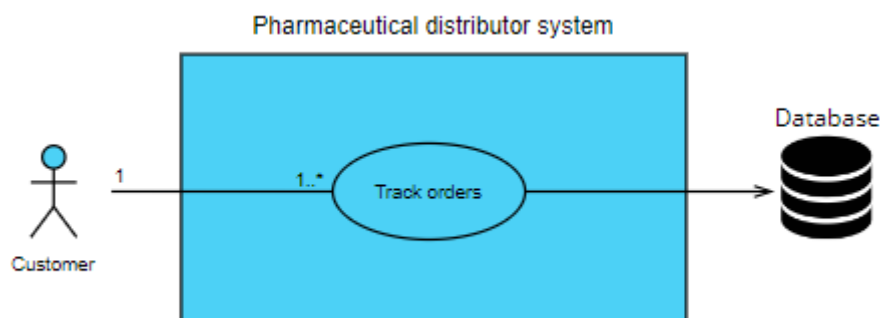 Pharmaceutical distributor system
Database
1
1..*
Track orders
Customer